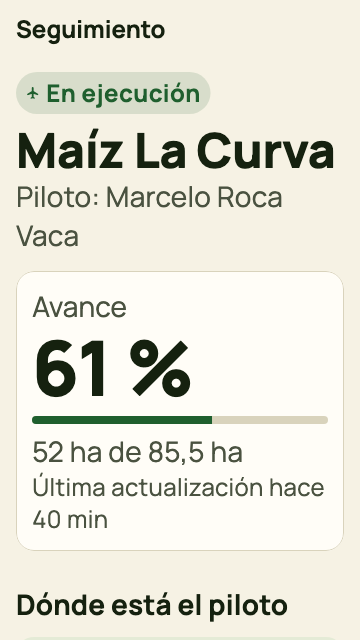 Seguimiento
En ejecución
Maíz La Curva
Piloto: Marcelo Roca
Vaca
Avance
61 %
52 ha de 85,5 ha
Última actualización hace
40 min
Dónde está el piloto